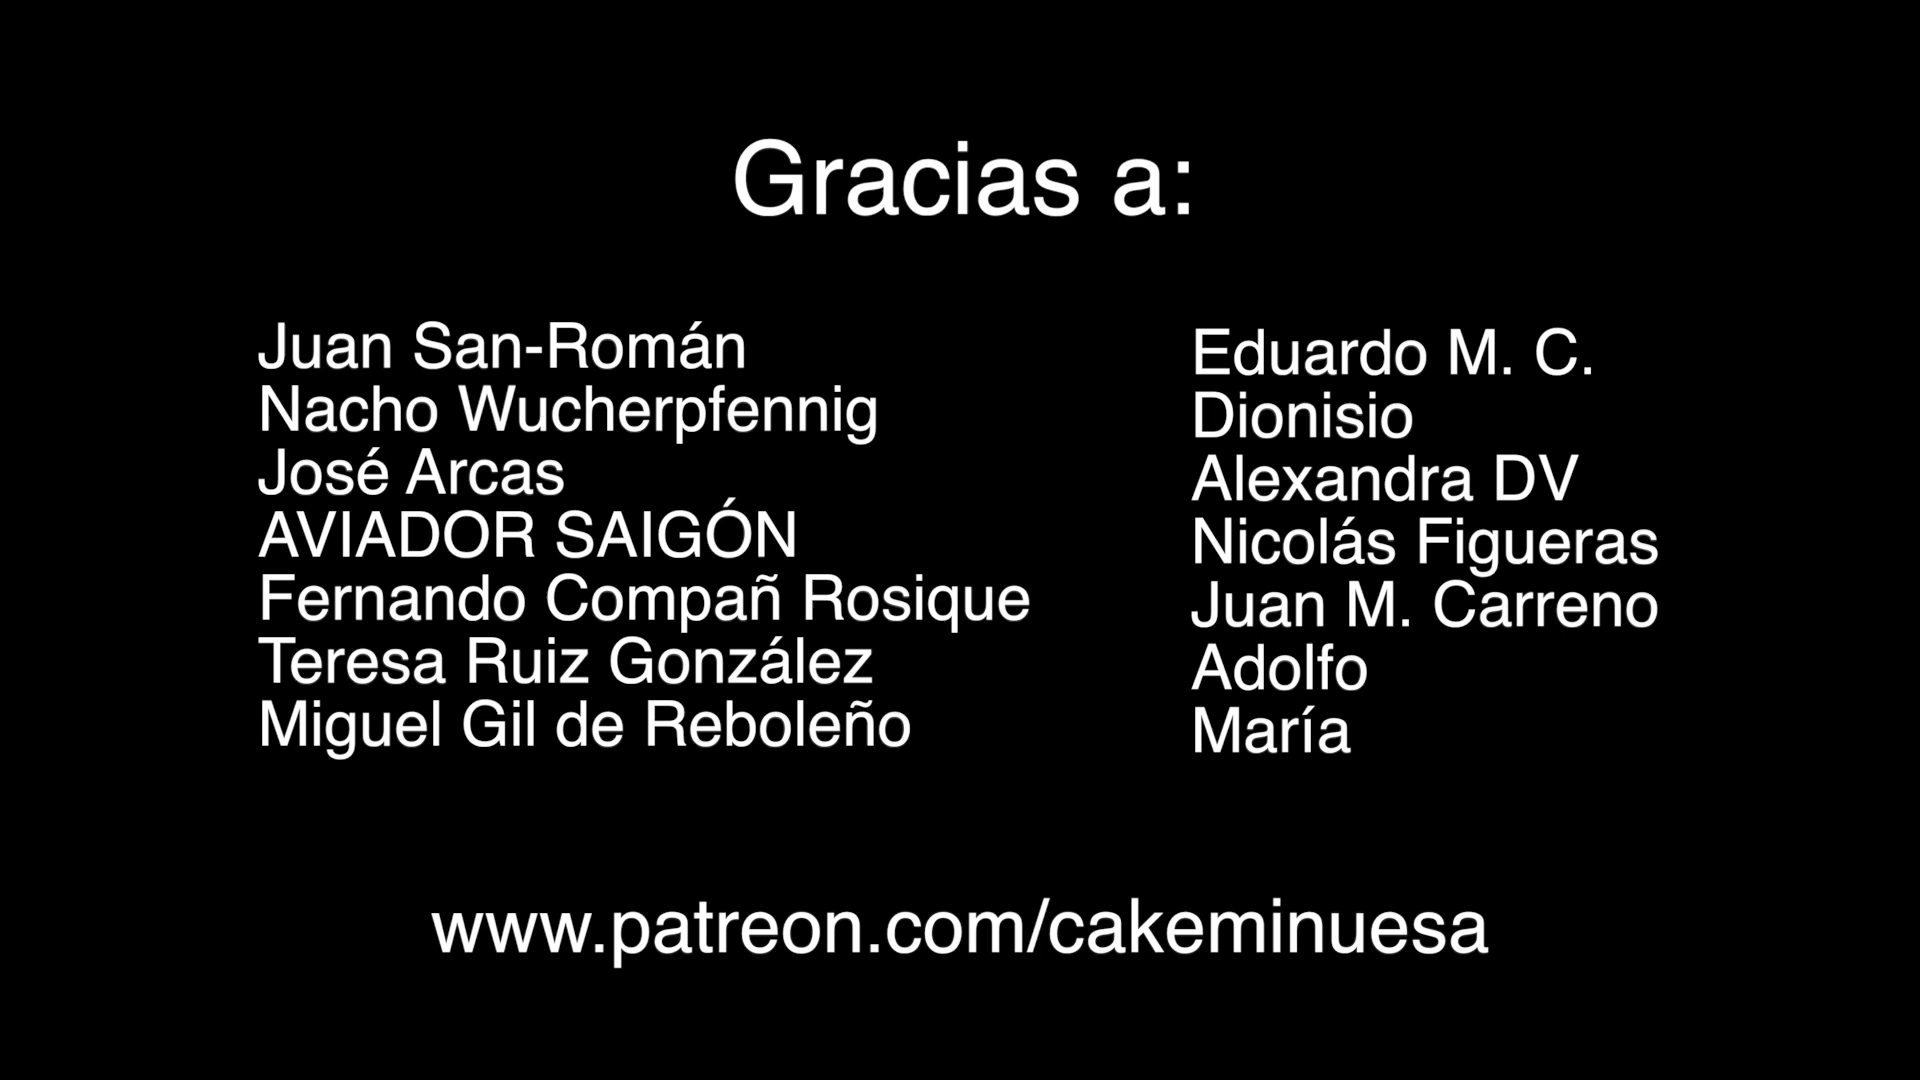 Gracias a:
Juan San-Román
Nacho Wucherpfennig
José Arcas
AVIADOR SAIGÓN
Fernando Compañ Rosique
Teresa Ruiz González
Miguel Gil de Reboleño
Eduardo M. C.
Dionisio
Alexandra DV
Nicolás Figueras
Juan M. Carreno
Adolfo
María
www.patreon.com/cakeminuesa